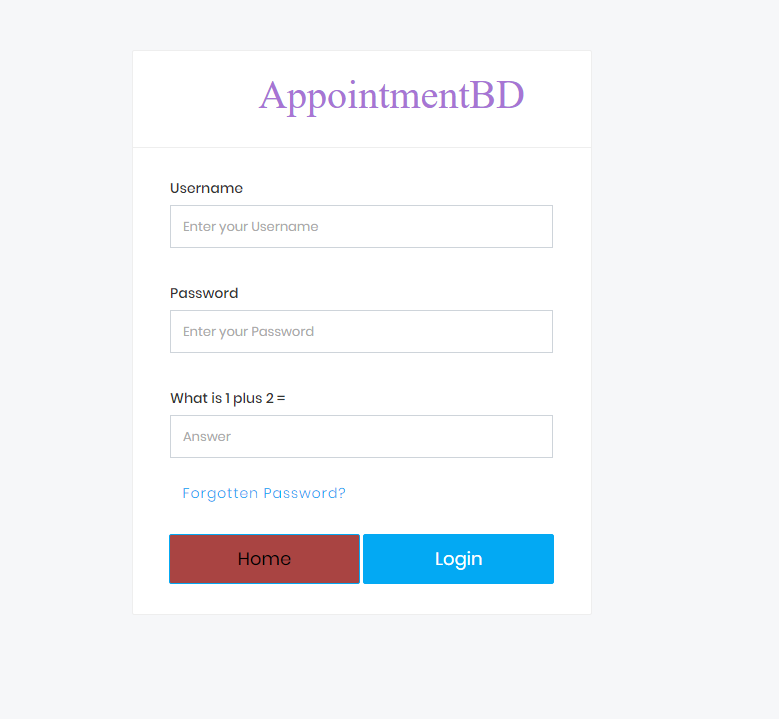 AppointmentBD
Username
Enter your Username
Password
Enter your Password
What is 1 plus 2 =
Answer
Forgotten Password?
Home Login